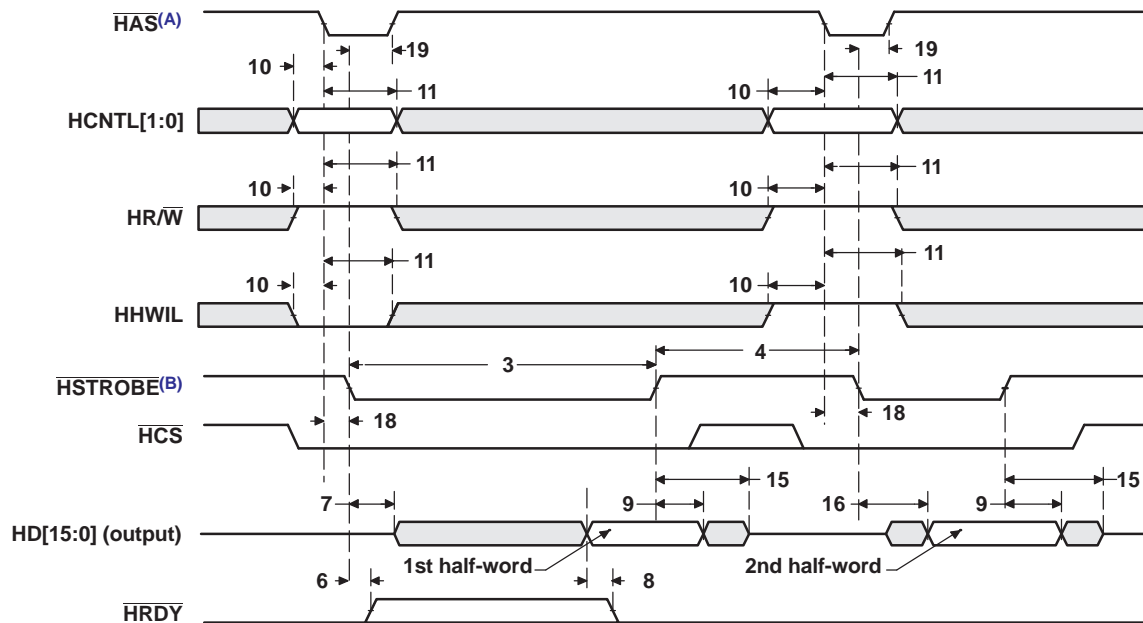 HAS(A)
19
19
10
11
10
11
HCNTL[1:0]
11
11
10
10
HR/W
11
11
10
10
HHWIL
3
4
HSTROBE(B)
18
18
HCS
15
15
7
9
16
9
HD[15:0] (output)
1st half-word
2nd half-word
6
8
HRDY